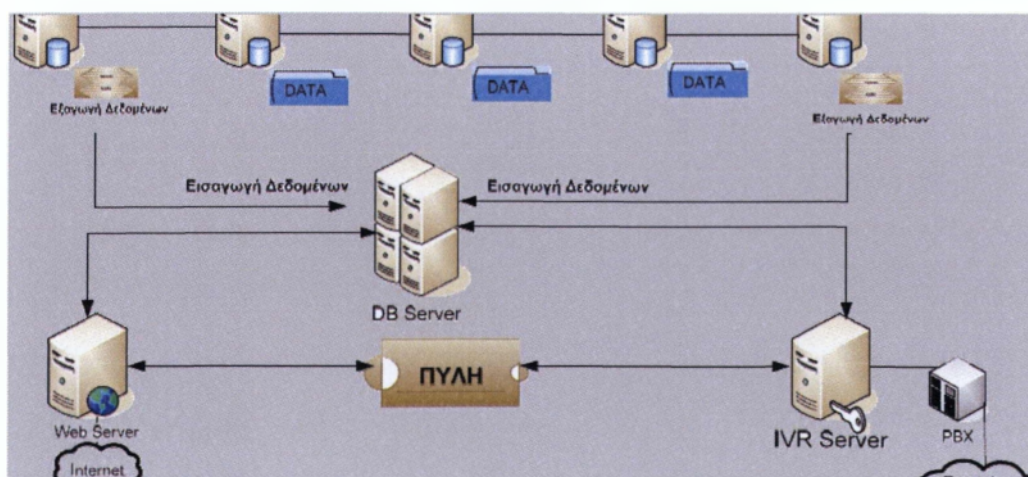 DATA
DATA
DATA
Εξαγωγή Δεδομένων
Εξαγωγή Δεδομένων
Εισαγωγή Δεδομένων
Εισαγωγή Δεδομένων
DB Server
ΠΥΛΗ
Web Server
IVR Server
PBX
Internet